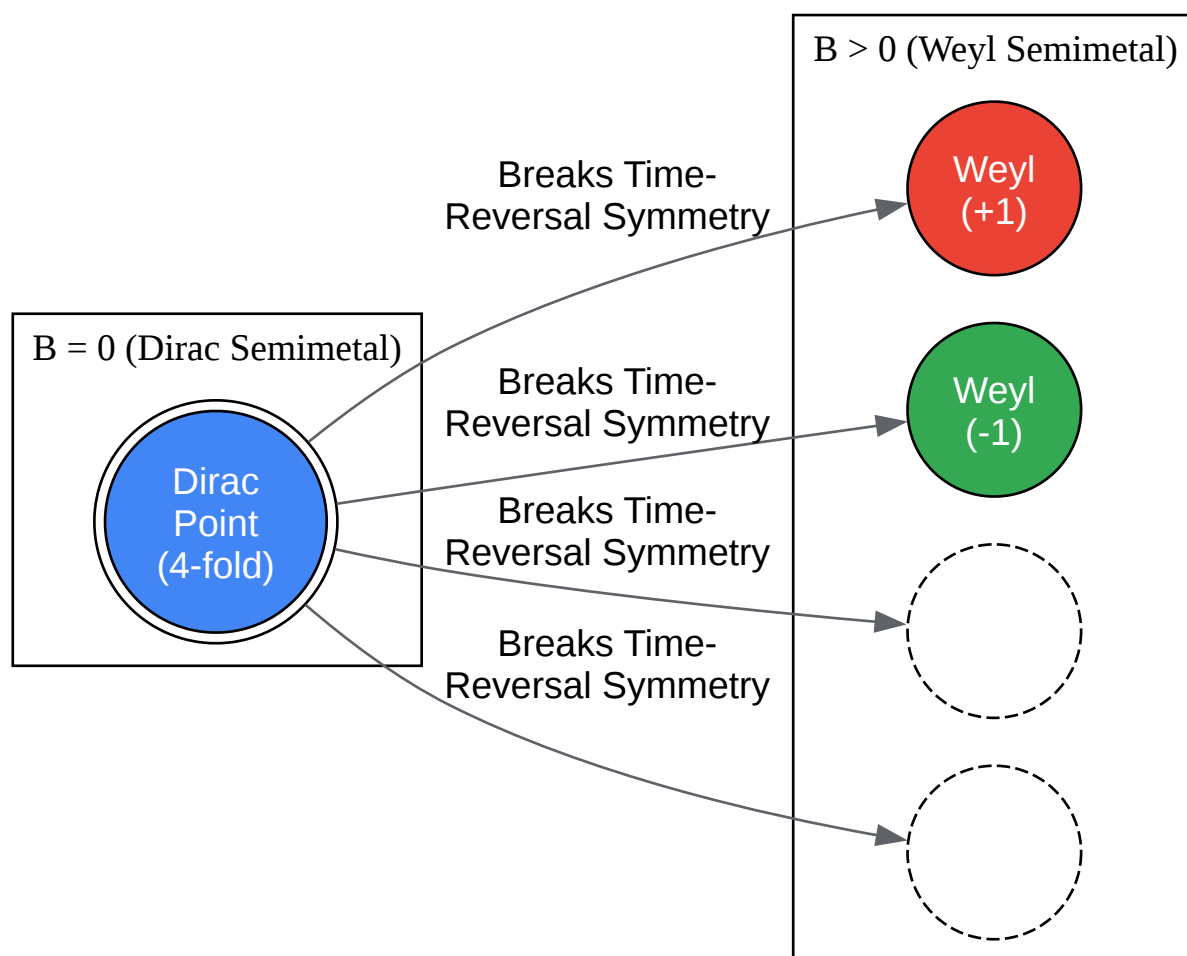 B > 0 (Weyl Semimetal)
Weyl
(+1)
Breaks Time-
Reversal Symmetry
B = 0 (Dirac Semimetal)
Breaks Time-
Reversal Symmetry
Weyl
(-1)
Dirac
Point
(4-fold)
Breaks Time-
Reversal Symmetry
Breaks Time-
Reversal Symmetry